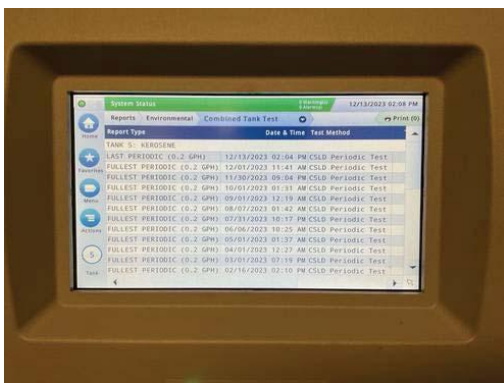 System Status
0 Warnings
0 Alarms
12/13/2023 02:06 PM
Home
Reports
Environmental
Combined Tank Test
Print (0)
Report Type
Date & Time
Test Method
TANK 5: KEROSENE
LAST PERIODIC (0.2 GPH) 12/13/2023 02:04 PM CSLD Periodic Test
Favorites
FULLEST PERIODIC (0.2 GPH) 12/01/2023 11:41 AM CSLD Periodic Test
FULLEST PERIODIC (0.2 GPH) 11/30/2023 09:04 PM CSLD Periodic Test
FULLEST PERIODIC (0.2 GPH) 10/01/2023 01:31 AM CSLD Periodic Test
Menu
FULLEST PERIODIC (0.2 GPH) 09/01/2023 12:19 AM CSLD Periodic Test
FULLEST PERIODIC (0.2 GPH) 08/07/2023 01:42 AM CSLD Periodic Test
FULLEST PERIODIC (0.2 GPH) 07/31/2023 10:17 PM CSLD Periodic Test
Actions
FULLEST PERIODIC (0.2 GPH) 06/06/2023 10:25 AM CSLD Periodic Test
FULLEST PERIODIC (0.2 GPH) 05/01/2023 01:37 AM CSLD Periodic Test
FULLEST PERIODIC (0.2 GPH) 04/01/2023 12:27 AM CSLD Periodic Test
5
FULLEST PERIODIC (0.2 GPH) 03/01/2023 07:19 PM CSLD Periodic Test
Tank
FULLEST PERIODIC (0.2 GPH) 02/16/2023 02:10 PM CSLD Periodic Test